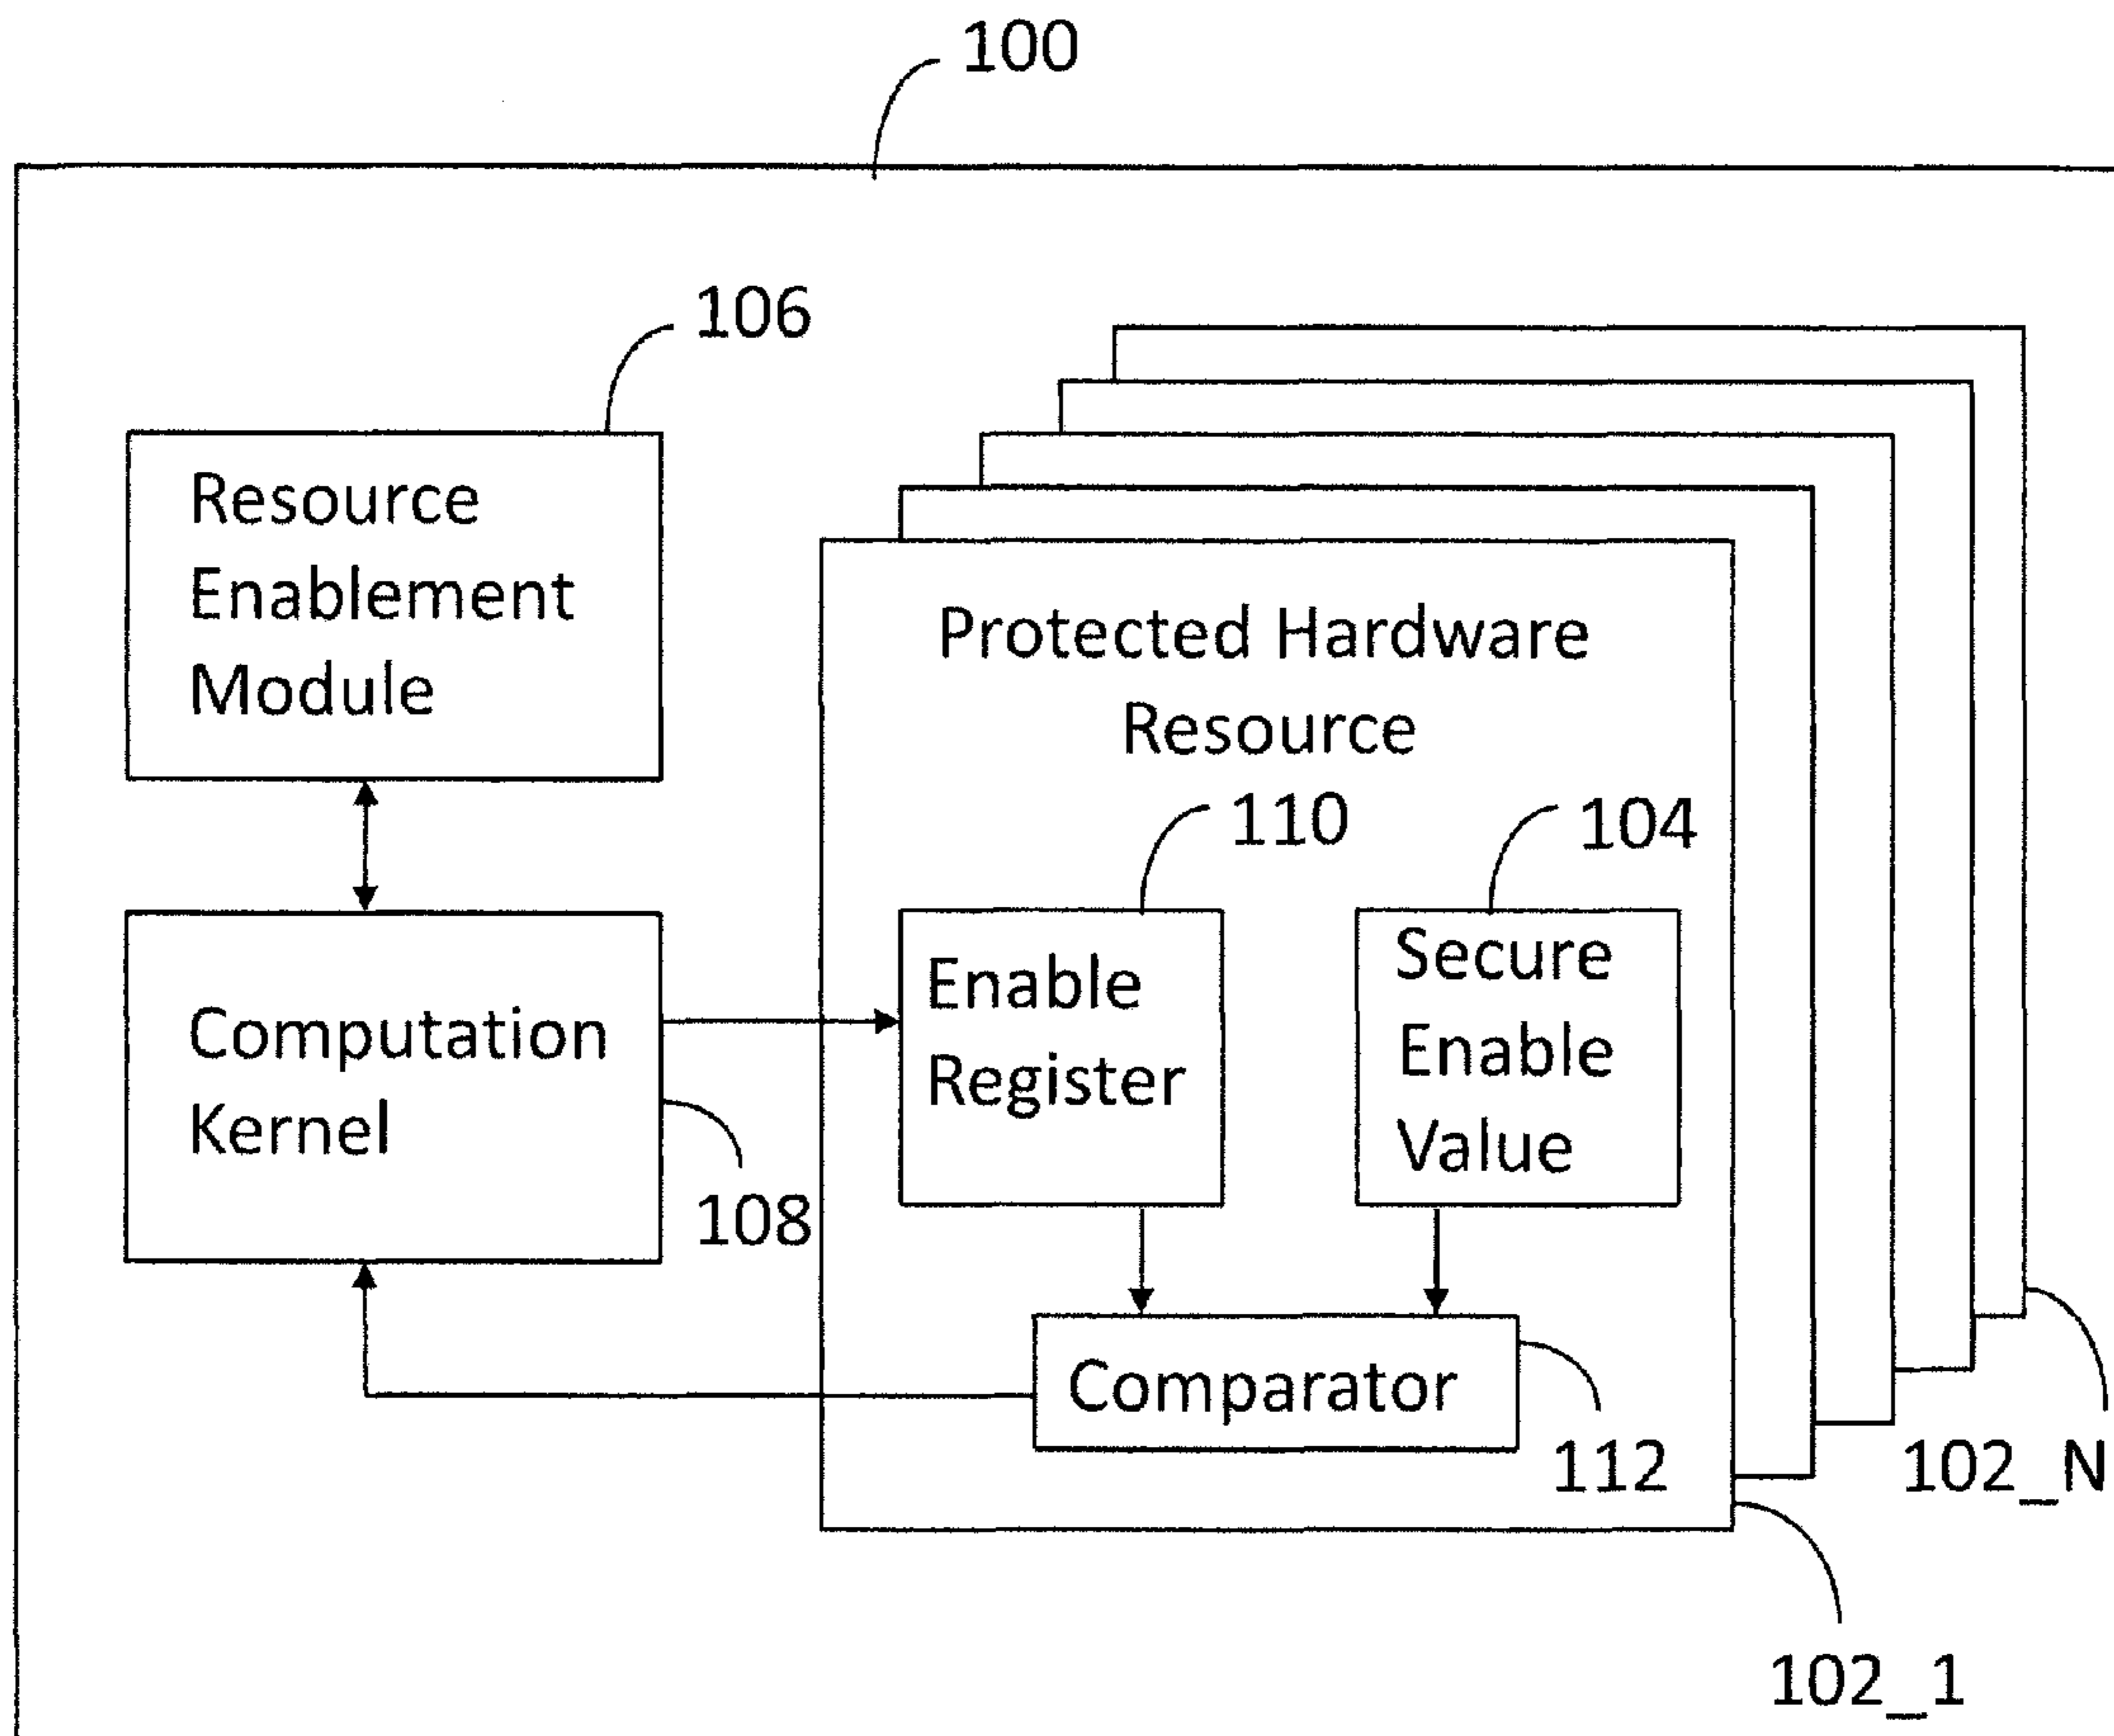 100
106
Resource
Enablement
Module
Protected Hardware
Resource
110
104
Enable
Register
Secure
Enable
Value
Computation
Kernel
108
Comparator
112
102_N
102_1